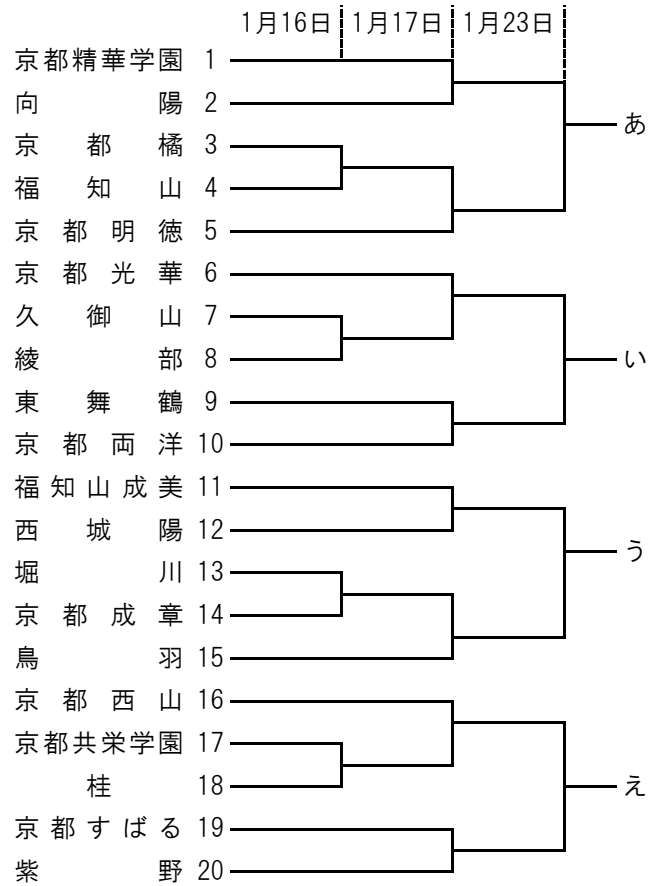 1月16日 1月17日 1月23日
京都精華学園 1
向陽 2
あ
京都橘 3
福知山 4
京都明徳 5
京都光華 6
久御山 7
綾部 8
い
東舞鶴 9
京都両洋 10
福知山成美 11
西城陽 12
う
堀川 13
京都成章 14
鳥羽 15
京都西山 16
京都共栄学園 17
桂 18
え
京都すばる 19
紫野 20